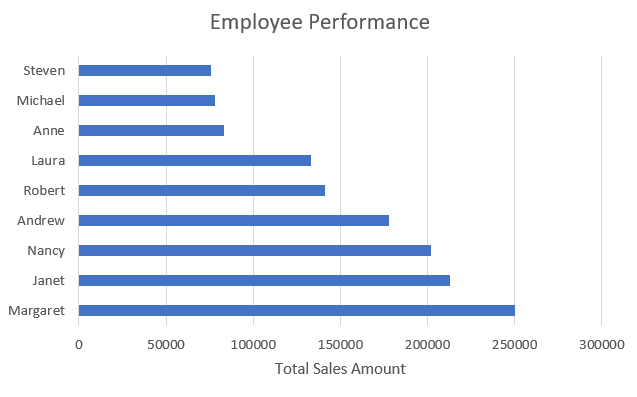 Employee Performance
Steven
Michael
Anne
Laura
Robert
Andrew
Nancy
Janet
Margaret
0 50000 100000 150000 200000 250000 300000
Total Sales Amount